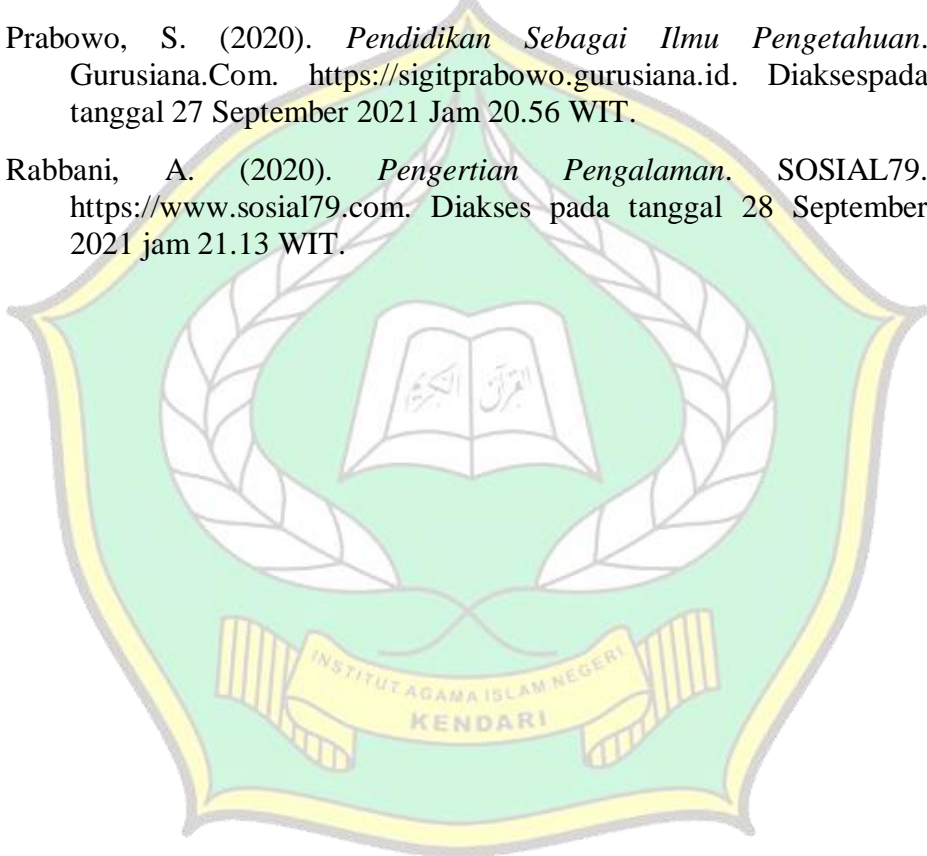 Prabowo, S. (2020). Pendidikan Sebagai Ilmu Pengetahuan.
Gurusiana.Com. https://sigitprabowo.gurusiana.id. Diaksespada
tanggal 27 September 2021 Jam 20.56 WIT.
Rabbani, A. (2020). Pengertian Pengalaman. SOSIAL79.
https://www.sosial79.com. Diakses pada tanggal 28 September
2021 jam 21.13 WIT.
القرآن الكريم
INSTITUT AGAMA ISLAM NEGERI
KENDARI